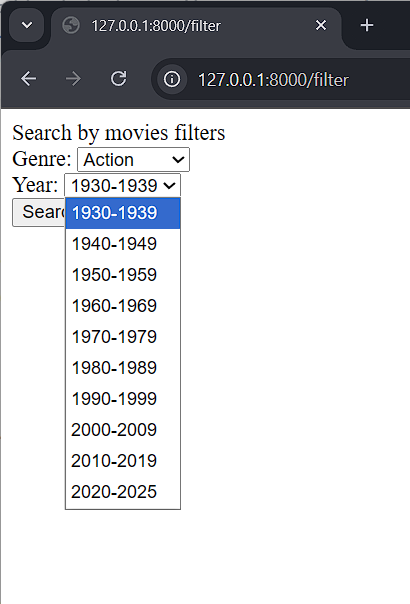 127.0.0.1:8000/filter
127.0.0.1:8000/filter
Search by movies filters
Genre: Action
Year: 1930-1939
Searc
1930-1939
1940-1949
1950-1959
1960-1969
1970-1979
1980-1989
1990-1999
2000-2009
2010-2019
2020-2025